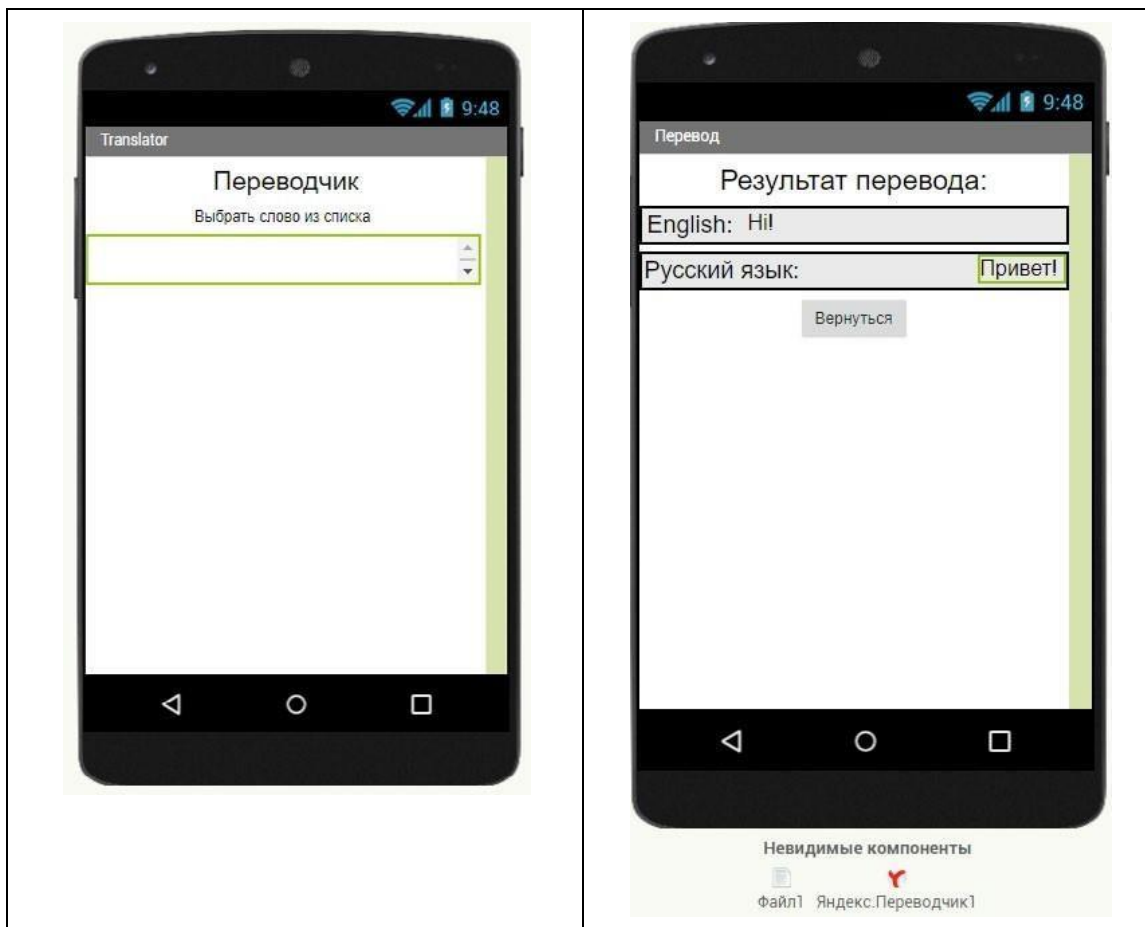 9:48
Translator
Переводчик
Выбрать слово из списка
9:48
Перевод
Результат перевода:
English: Hi!
Русский язык: Привет!
Вернуться
Невидимые компоненты
Файл1 Яндекс.Переводчик1